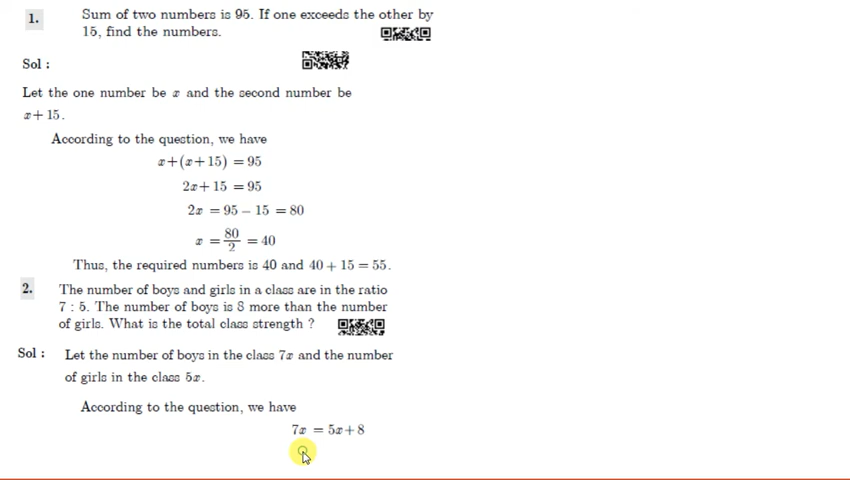 1. Sum of two numbers is 95. If one exceeds the other by
15, find the numbers.
Sol :
Let the one number be x and the second number be
x + 15.
According to the question, we have
x + (x + 15) = 95
2x + 15 = 95
2x = 95 − 15 = 80
x = 80/2 = 40
Thus, the required numbers is 40 and 40 + 15 = 55.
2. The number of boys and girls in a class are in the ratio
7 : 5. The number of boys is 8 more than the number
of girls. What is the total class strength ?
Sol : Let the number of boys in the class 7x and the number
of girls in the class 5x.
According to the question, we have
7x = 5x + 8